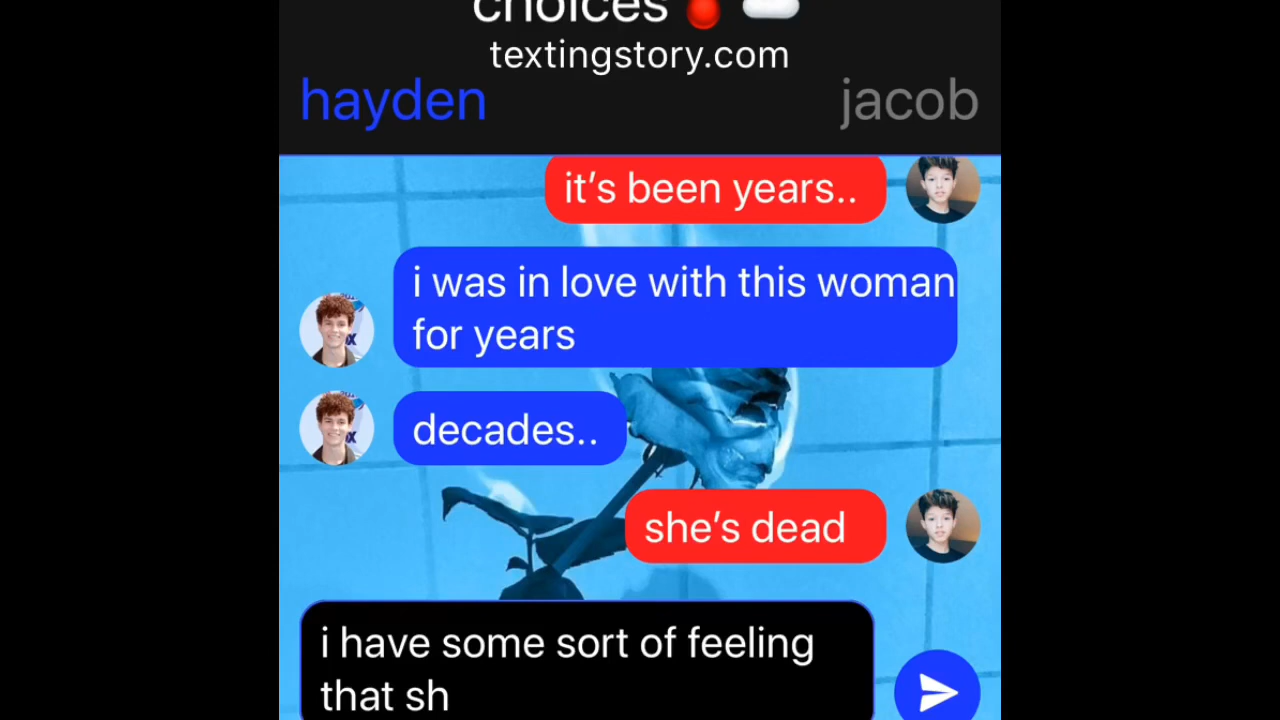 choices
textingstory.com
hayden
jacob
it's been years..
i was in love with this woman
for years
decades..
she's dead
i have some sort of feeling
that sh